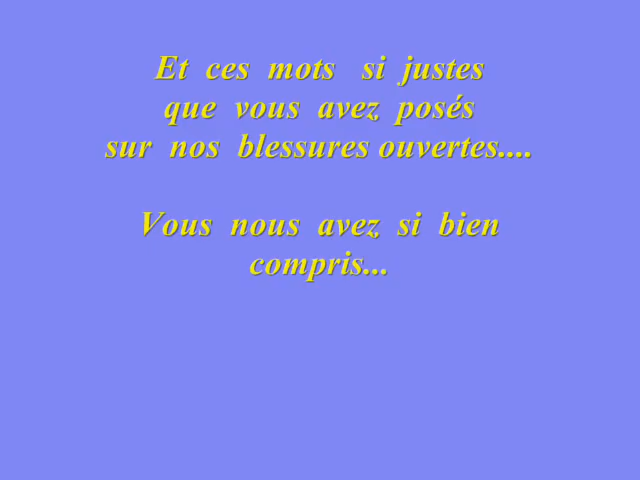 Et ces mots si justes
que vous avez posés
sur nos blessures ouvertes....
Vous nous avez si bien
compris...